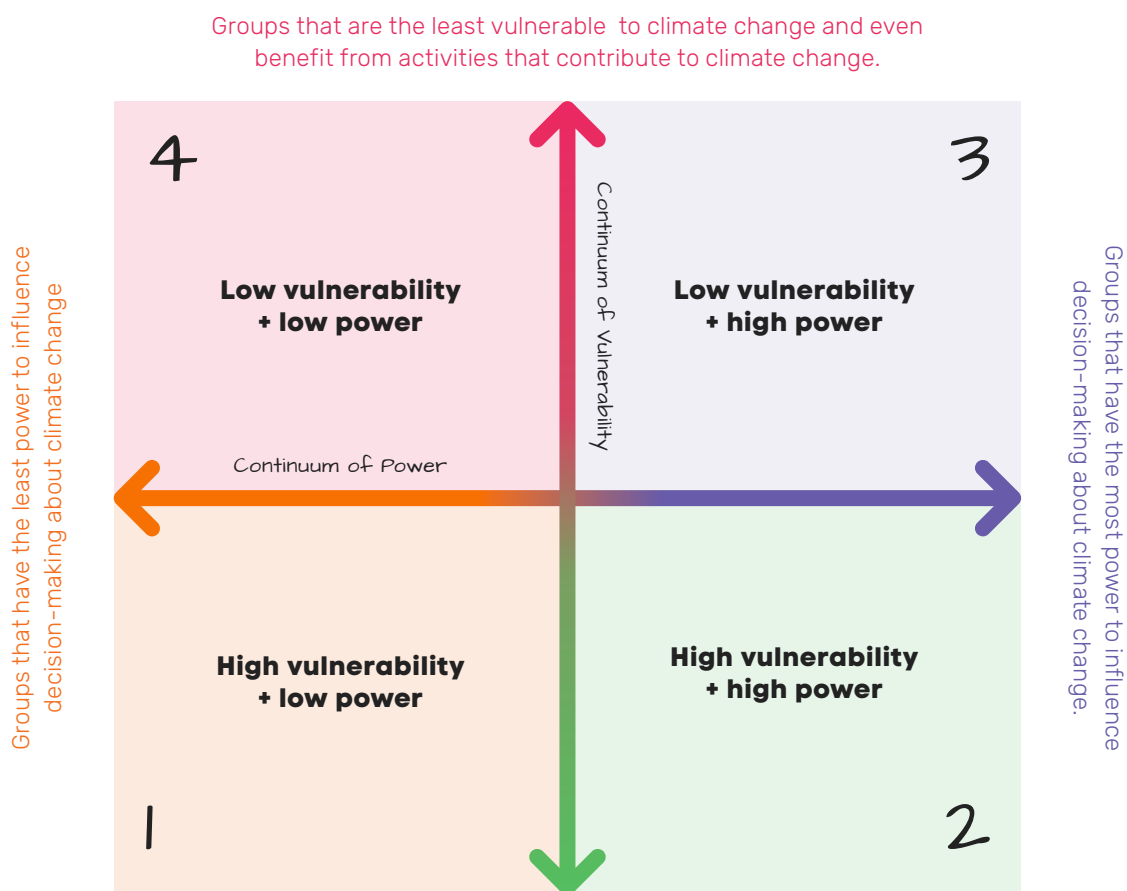 Groups that are the least vulnerable  to climate change and even
benefit from activities that contribute to climate change.
4
3
Low vulnerability
+ low power
Continuum of Vulnerability
Low vulnerability
+ high power
Groups that have the least power to influence
decision-making about climate change
Continuum of Power
Groups that have the most power to influence
decision-making about climate change.
High vulnerability
+ low power
High vulnerability
+ high power
1
2